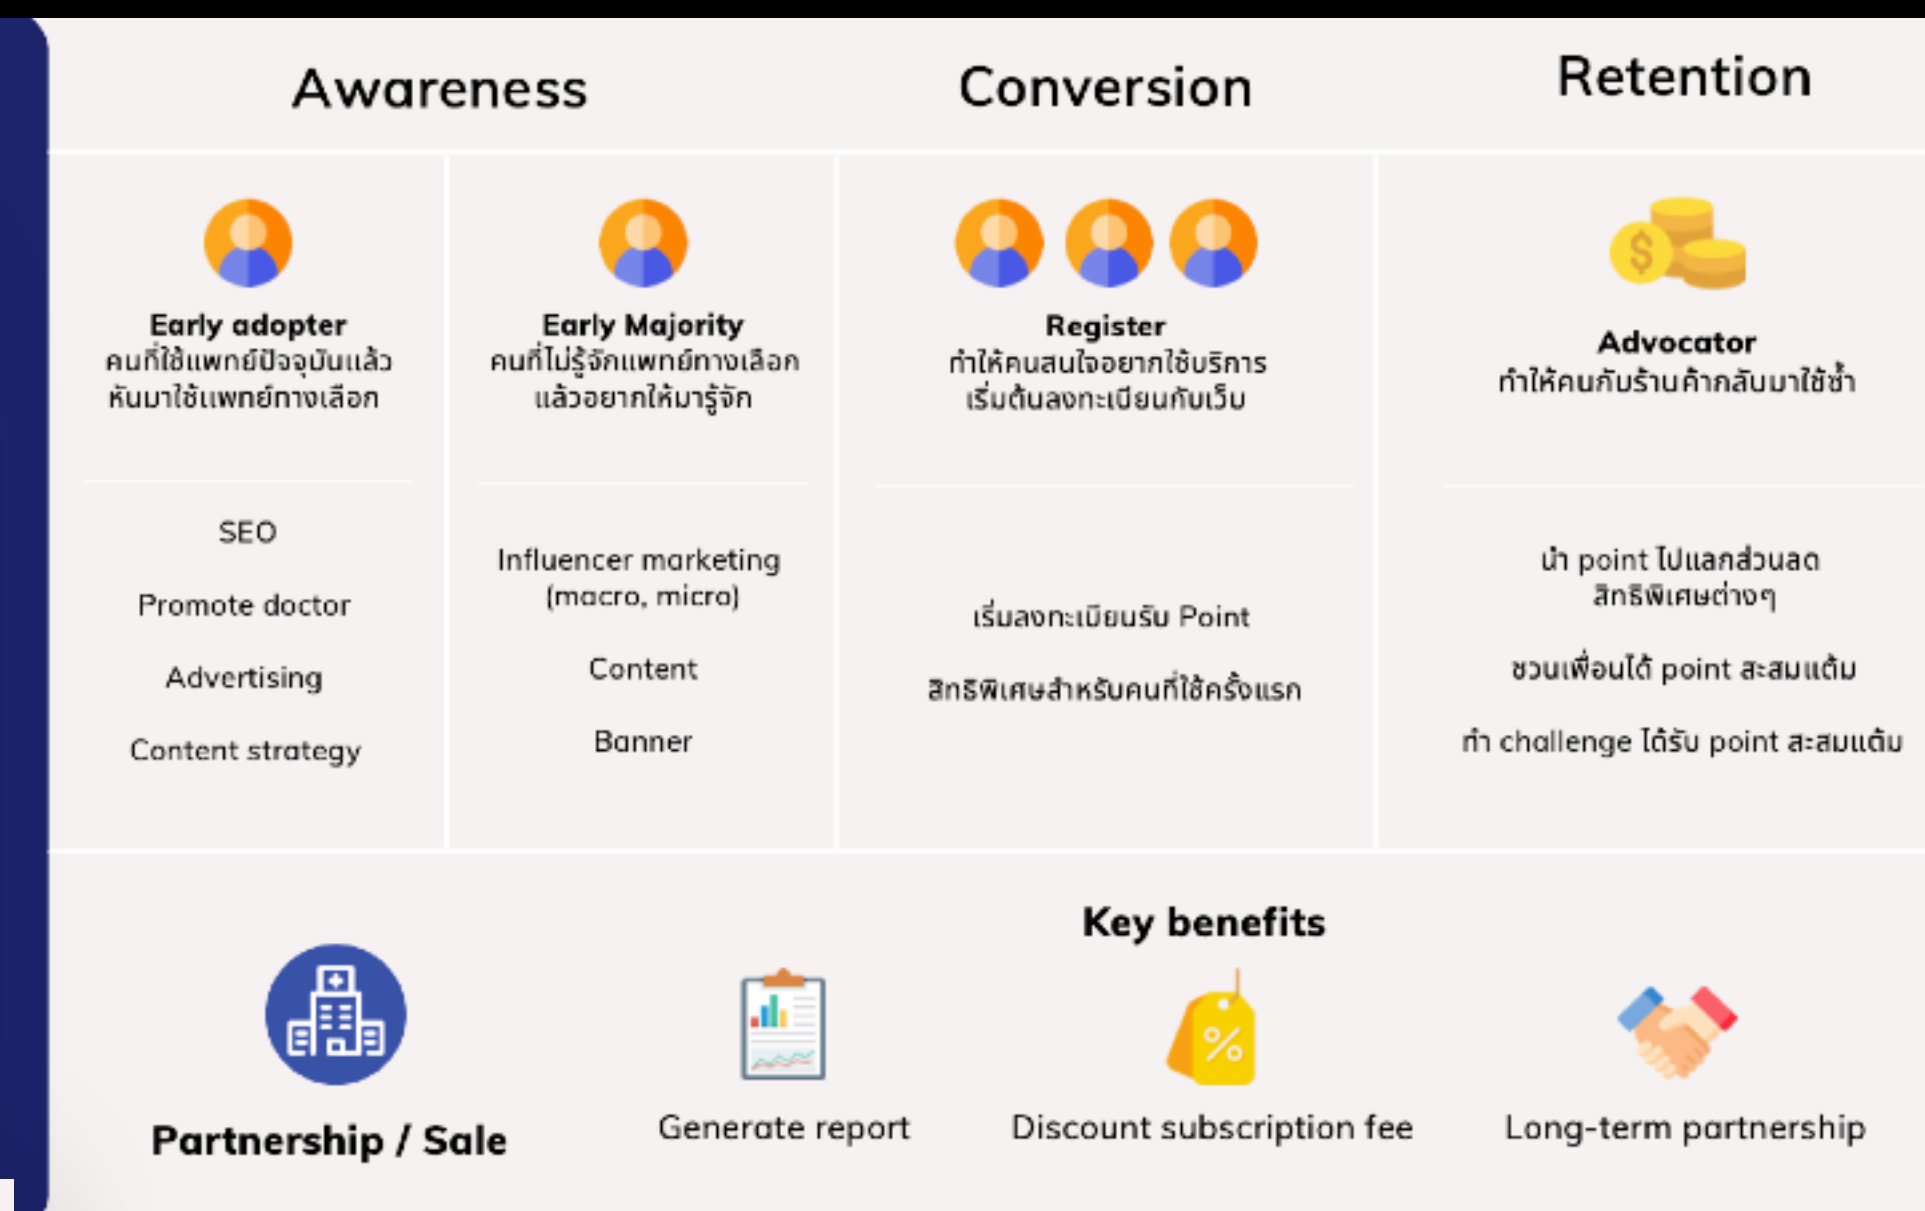 Awareness
Conversion
Retention
Early adopter
คนที่ใช้แพทย์ปัจจุบันแล้ว
หันมาใช้แพทย์ทางเลือก
SEO
Promote doctor
Advertising
Content strategy
Early Majority
คนที่ไม่รู้จักแพทย์ทางเลือก
แล้วอยากให้มารู้จัก
Influencer marketing
(macro, micro)
Content
Banner
Register
ทำให้คนสนใจอยากใช้บริการ
เริ่มต้นลงทะเบียนกับเว็บ
เริ่มลงทะเบียนรับ Point
สิทธิพิเศษสำหรับคนที่ใช้ครั้งแรก
Advocator
ทำให้คนกับร้านค้ากลับมาใช้ซ้ำ
นำ point ไปแลกส่วนลด
สิทธิพิเศษต่างๆ
ชวนเพื่อนได้ point สะสมแต้ม
ทำ challenge ได้รับ point สะสมแต้ม
Partnership / Sale
Key benefits
Generate report
Discount subscription fee
Long-term partnership